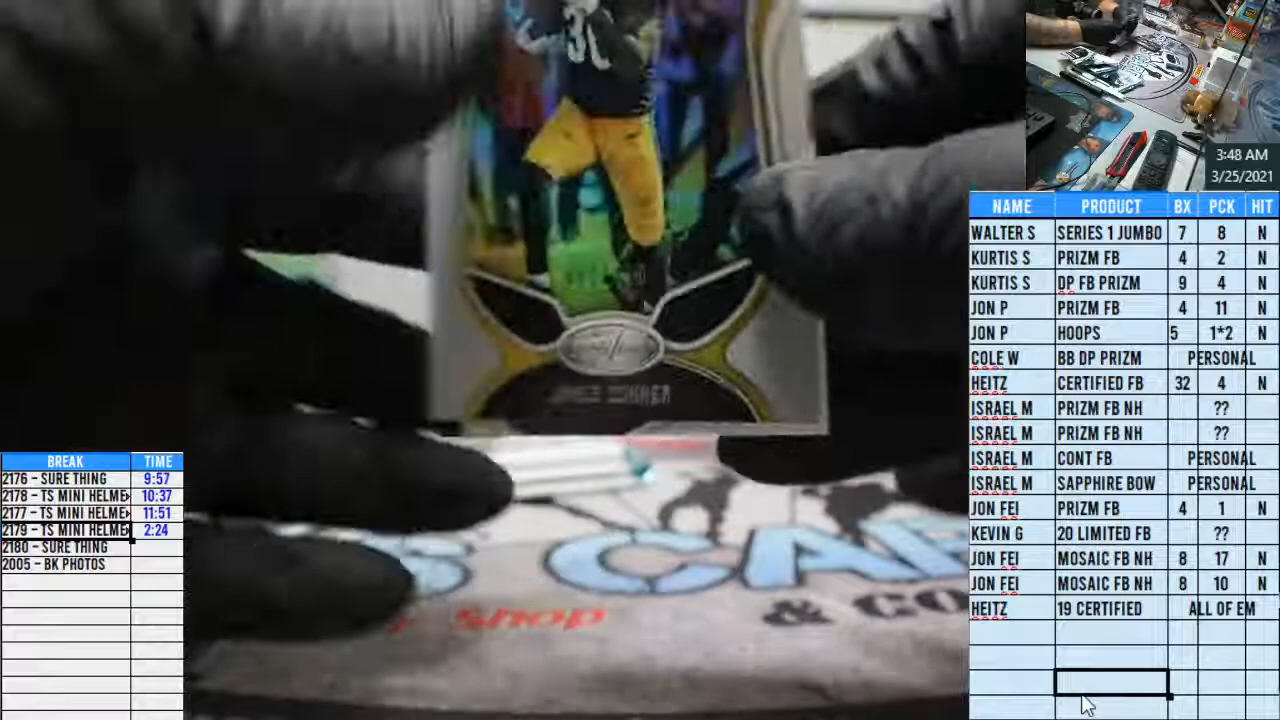 30
JAMES CONNER
S CA
& CO
Shop
3:48 AM
3/25/2021
NAME PRODUCT BX PCK HIT
WALTER S SERIES 1 JUMBO 7 8 N
KURTIS S PRIZM FB 4 2 N
KURTIS S DP FB PRIZM 9 4 N
JON P PRIZM FB 4 11 N
JON P HOOPS 5 1*2 N
COLE W BB DP PRIZM PERSONAL
HEITZ CERTIFIED FB 32 4 N
ISRAEL M PRIZM FB NH ??
ISRAEL M PRIZM FB NH ??
ISRAEL M CONT FB PERSONAL
ISRAEL M SAPPHIRE BOW PERSONAL
JON FEI PRIZM FB 4 1 N
KEVIN G 20 LIMITED FB ??
JON FEI MOSAIC FB NH 8 17 N
JON FEI MOSAIC FB NH 8 10 N
HEITZ 19 CERTIFIED ALL OF EM
BREAK TIME
2176 - SURE THING 9:57
2178 - TS MINI HELME 10:37
2177 - TS MINI HELME 11:51
2179 - TS MINI HELME 2:24
2180 - SURE THING
2005 - BK PHOTOS